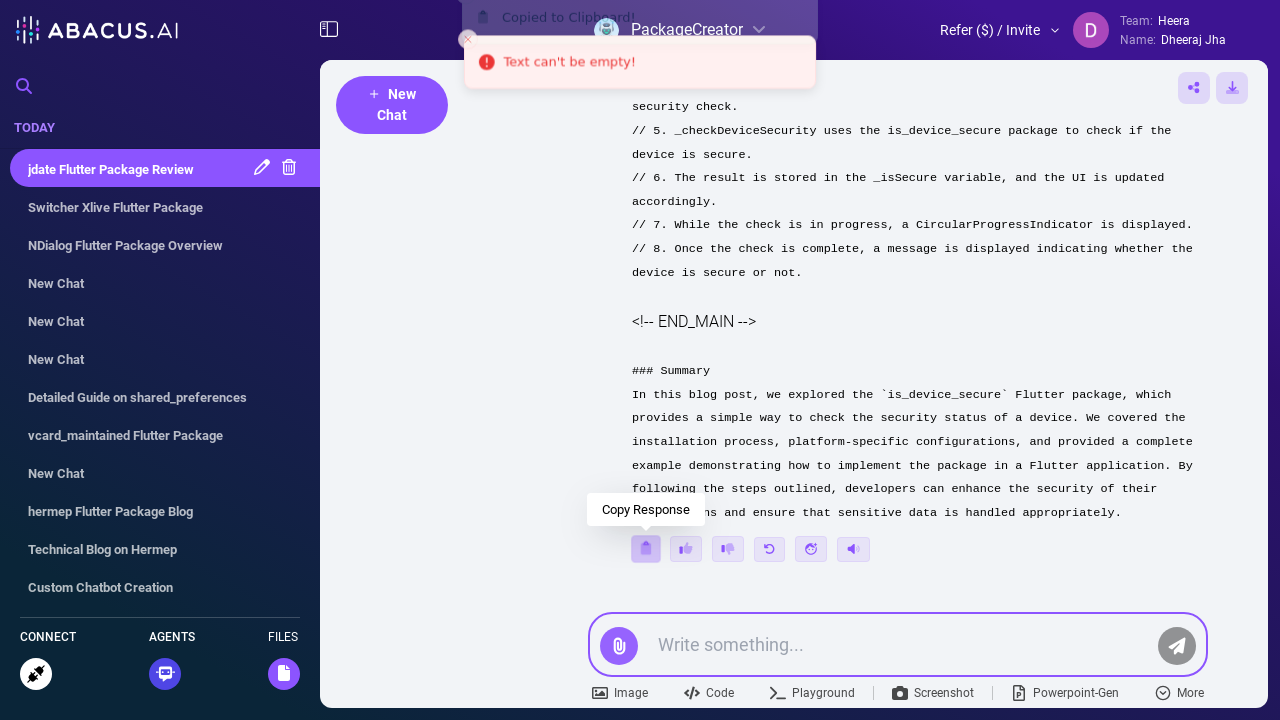 ABACUS.AI
TODAY
jdate Flutter Package Review
Switcher Xlive Flutter Package
NDialog Flutter Package Overview
New Chat
New Chat
New Chat
Detailed Guide on shared_preferences
vcard_maintained Flutter Package
New Chat
hermep Flutter Package Blog
Technical Blog on Hermep
Custom Chatbot Creation
CONNECT
AGENTS
FILES
Copied to Clipboard!
PackageCreator
Text can't be empty!
Refer ($) / Invite
D
Team: Heera
Name: Dheeraj Jha
+ New
Chat
security check.
// 5. _checkDeviceSecurity uses the is_device_secure package to check if the
device is secure.
// 6. The result is stored in the _isSecure variable, and the UI is updated
accordingly.
// 7. While the check is in progress, a CircularProgressIndicator is displayed.
// 8. Once the check is complete, a message is displayed indicating whether the
device is secure or not.
<!-- END_MAIN -->
### Summary
In this blog post, we explored the `is_device_secure` Flutter package, which
provides a simple way to check the security status of a device. We covered the
installation process, platform-specific configurations, and provided a complete
example demonstrating how to implement the package in a Flutter application. By
following the steps outlined, developers can enhance the security of their
ns and ensure that sensitive data is handled appropriately.
Copy Response
Write something...
Image
Code
Playground
Screenshot
Powerpoint-Gen
More